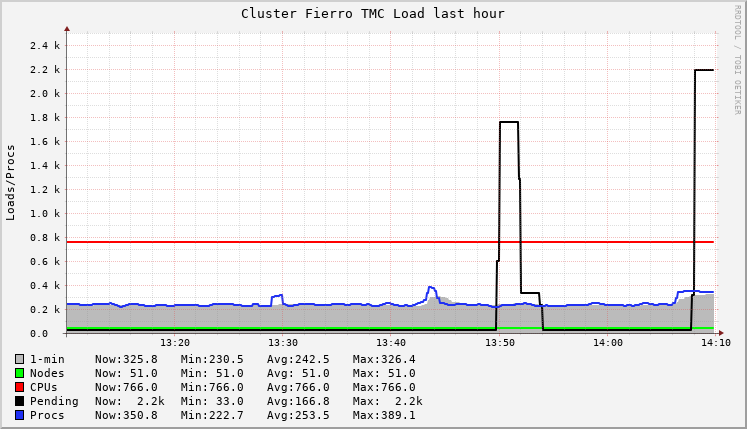 Cluster Fierro TMC Load last hour
RRDTOOL / TOBI OETIKER
Loads/Procs
2.4 k
2.2 k
2.0 k
1.8 k
1.6 k
1.4 k
1.2 k
1.0 k
0.8 k
0.6 k
0.4 k
0.2 k
0.0
13:20 13:30 13:40 13:50 14:00 14:10
1-min Now:325.8 Min:230.5 Avg:242.5 Max:326.4
Nodes Now: 51.0 Min: 51.0 Avg: 51.0 Max: 51.0
CPUs Now:766.0 Min:766.0 Avg:766.0 Max:766.0
Pending Now: 2.2k Min: 33.0 Avg:166.8 Max: 2.2k
Procs Now:350.8 Min:222.7 Avg:253.5 Max:389.1